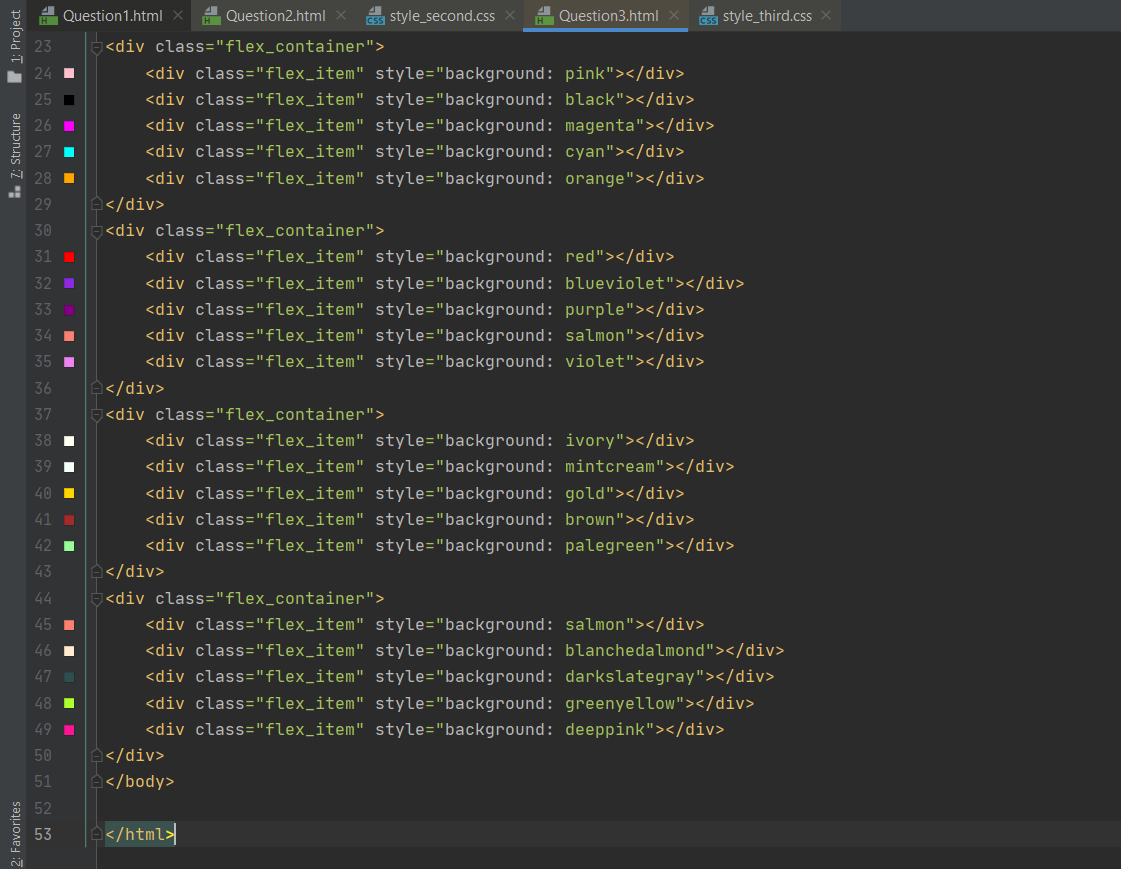 Question1.html Question2.html style_second.css Question3.html style_third.css
1: Project
7: Structure
2: Favorites
23 <div class="flex_container">
24     <div class="flex_item" style="background: pink"></div>
25     <div class="flex_item" style="background: black"></div>
26     <div class="flex_item" style="background: magenta"></div>
27     <div class="flex_item" style="background: cyan"></div>
28     <div class="flex_item" style="background: orange"></div>
29 </div>
30 <div class="flex_container">
31     <div class="flex_item" style="background: red"></div>
32     <div class="flex_item" style="background: blueviolet"></div>
33     <div class="flex_item" style="background: purple"></div>
34     <div class="flex_item" style="background: salmon"></div>
35     <div class="flex_item" style="background: violet"></div>
36 </div>
37 <div class="flex_container">
38     <div class="flex_item" style="background: ivory"></div>
39     <div class="flex_item" style="background: mintcream"></div>
40     <div class="flex_item" style="background: gold"></div>
41     <div class="flex_item" style="background: brown"></div>
42     <div class="flex_item" style="background: palegreen"></div>
43 </div>
44 <div class="flex_container">
45     <div class="flex_item" style="background: salmon"></div>
46     <div class="flex_item" style="background: blanchedalmond"></div>
47     <div class="flex_item" style="background: darkslategray"></div>
48     <div class="flex_item" style="background: greenyellow"></div>
49     <div class="flex_item" style="background: deeppink"></div>
50 </div>
51 </body>
52
53 </html>